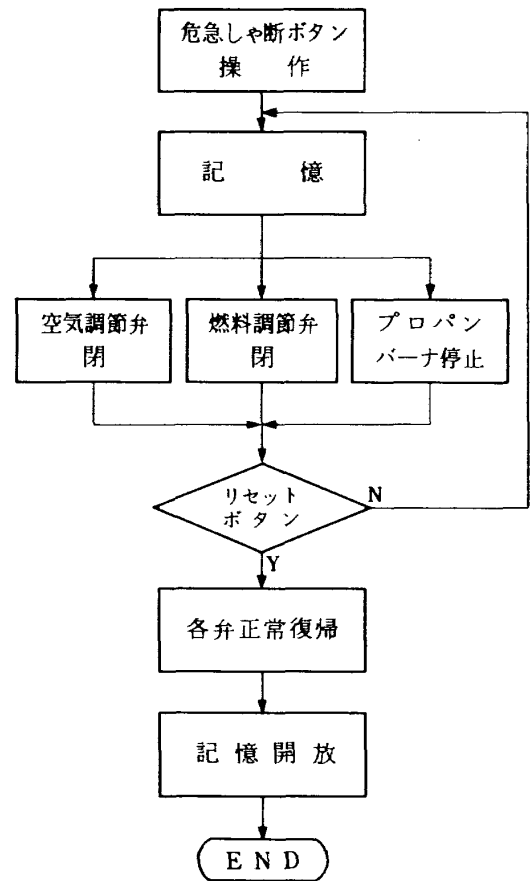 危急しゃ断ボタン
操作
記憶
空気調節弁
閉
燃料調節弁
閉
プロパン
バーナ停止
リセット
ボタン
N
Y
各弁正常復帰
記憶開放
END